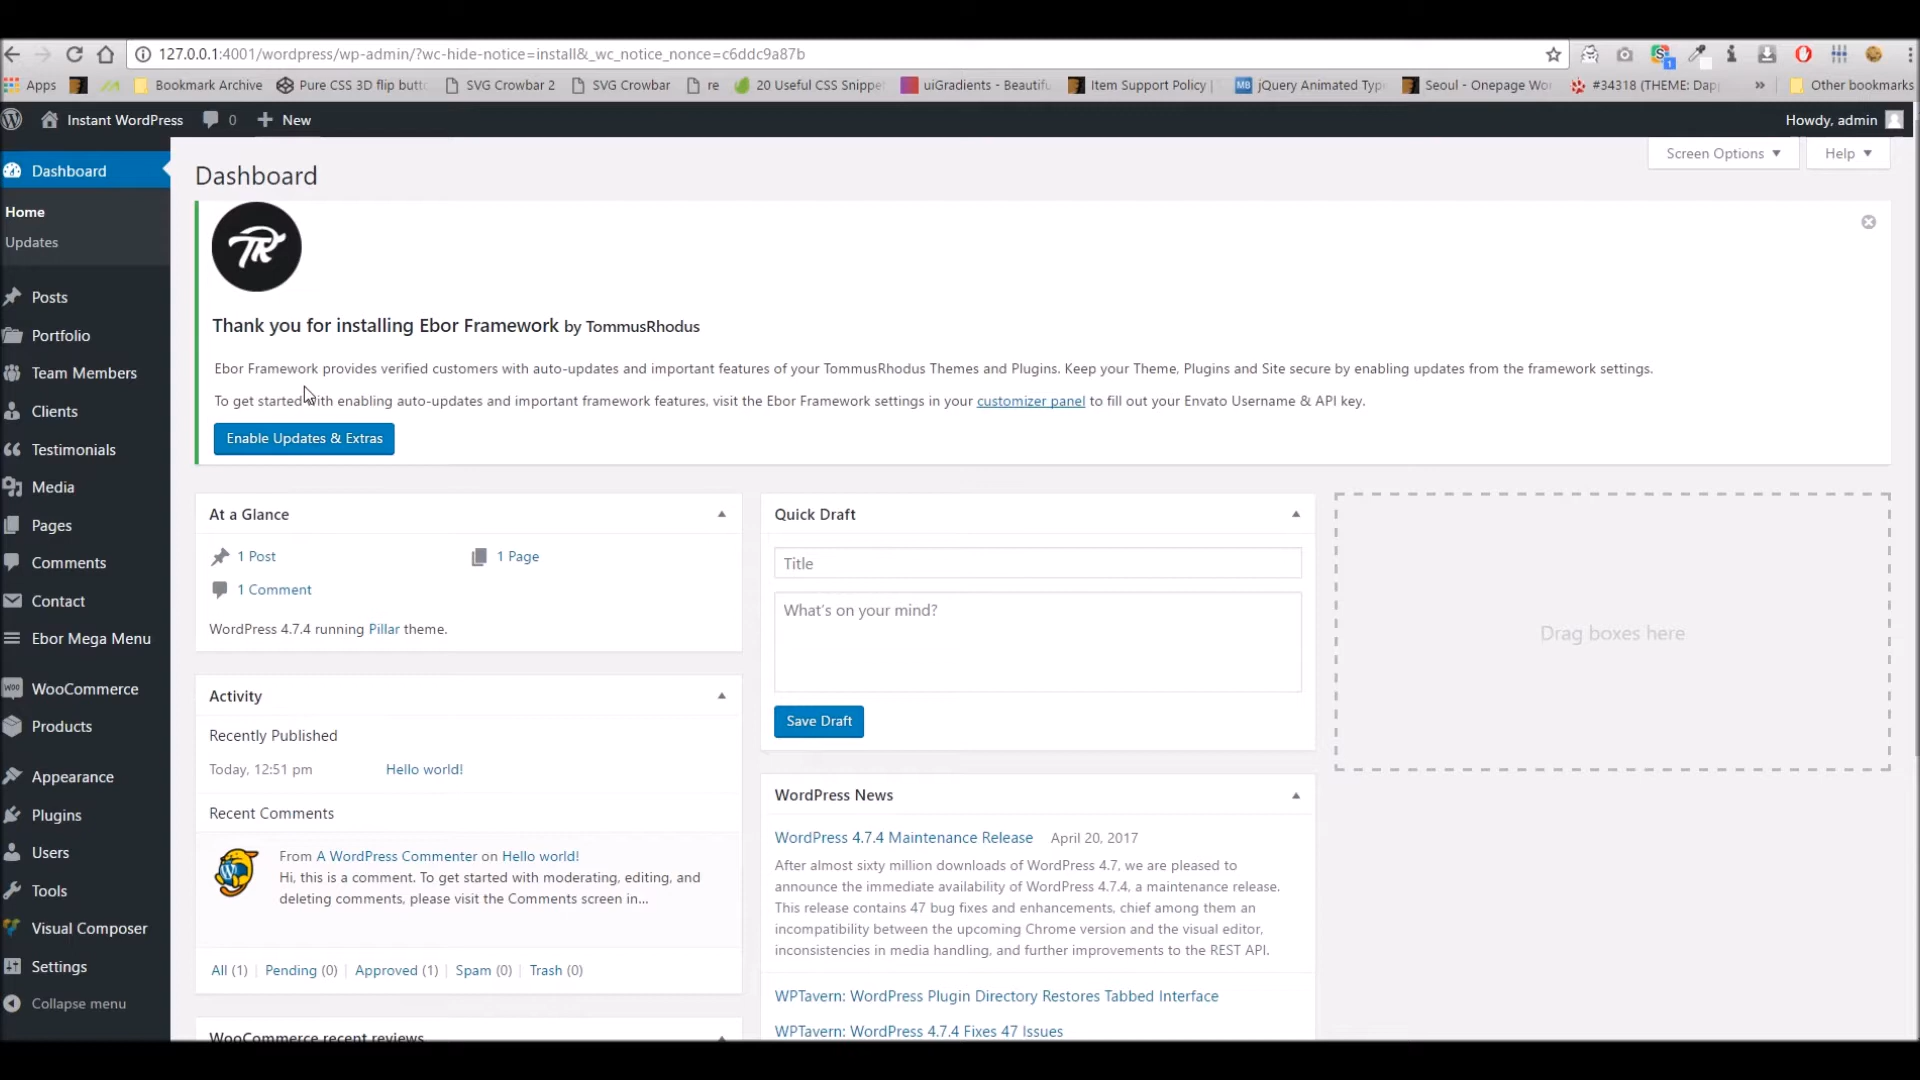 127.0.0.1:4001/wordpress/wp-admin/?wc-hide-notice=install&_wc_notice_nonce=c6ddc9a87b
Apps
Bookmark Archive
Pure CSS 3D flip butt
SVG Crowbar 2
SVG Crowbar
re
20 Useful CSS Snippe
uiGradients - Beautifu
Item Support Policy |
jQuery Animated Typ
Seoul - Onepage Wo
#34318 (THEME: Dap
»
Other bookmarks
Instant WordPress
0
New
Howdy, admin
Screen Options
Help
Dashboard
Home
Updates
Posts
Portfolio
Team Members
Clients
Testimonials
Media
Pages
Comments
Contact
Ebor Mega Menu
WooCommerce
Products
Appearance
Plugins
Users
Tools
Visual Composer
Settings
Collapse menu
Dashboard
TR
Thank you for installing Ebor Framework by TommusRhodus
Ebor Framework provides verified customers with auto-updates and important features of your TommusRhodus Themes and Plugins. Keep your Theme, Plugins and Site secure by enabling updates from the framework settings.
To get started with enabling auto-updates and important framework features, visit the Ebor Framework settings in your customizer panel to fill out your Envato Username & API key.
Enable Updates & Extras
At a Glance
1 Post
1 Page
1 Comment
WordPress 4.7.4 running Pillar theme.
Activity
Recently Published
Today, 12:51 pm
Hello world!
Recent Comments
From A WordPress Commenter on Hello world!
Hi, this is a comment. To get started with moderating, editing, and
deleting comments, please visit the Comments screen in…
All (1) | Pending (0) | Approved (1) | Spam (0) | Trash (0)
WooCommerce recent reviews
Quick Draft
Title
What's on your mind?
Save Draft
WordPress News
WordPress 4.7.4 Maintenance Release April 20, 2017
After almost sixty million downloads of WordPress 4.7, we are pleased to
announce the immediate availability of WordPress 4.7.4, a maintenance release.
This release contains 47 bug fixes and enhancements, chief among them an
incompatibility between the upcoming Chrome version and the visual editor,
inconsistencies in media handling, and further improvements to the REST API.
WPTavern: WordPress Plugin Directory Restores Tabbed Interface
WPTavern: WordPress 4.7.4 Fixes 47 Issues
Drag boxes here